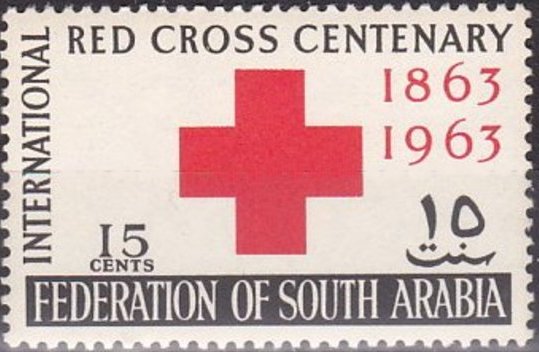 INTERNATIONAL
RED CROSS CENTENARY
1863
1963
15
CENTS
١٥
سنت
FEDERATION OF SOUTH ARABIA